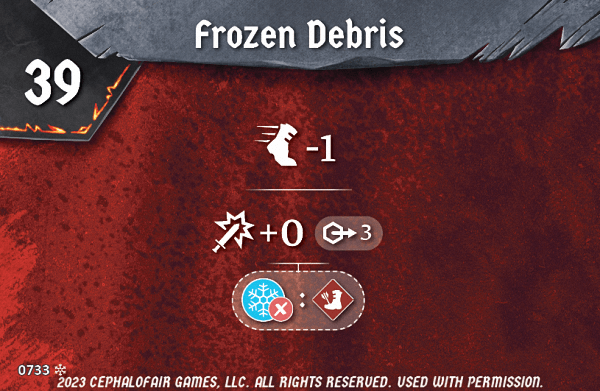 Frozen Debris
39
-1
+0 3
:
0733
2023 CEPHALOFAIR GAMES, LLC. ALL RIGHTS RESERVED. USED WITH PERMISSION.